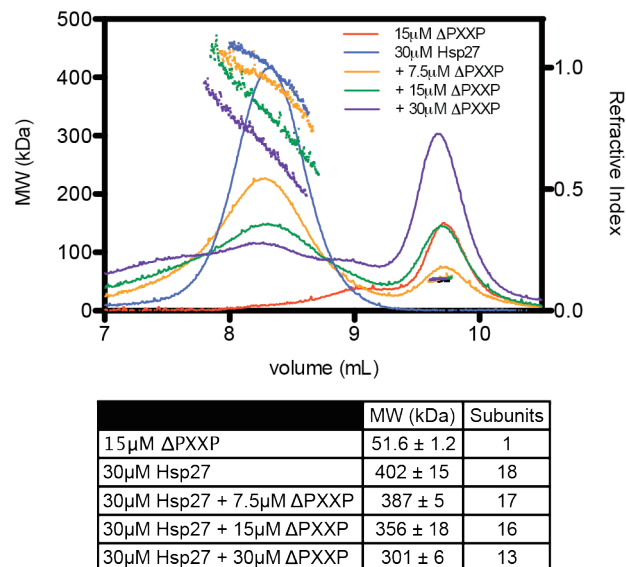 500
400
300
200
100
0
MW (kDa)
15µM ΔPXXP
30µM Hsp27
+ 7.5µM ΔPXXP
+ 15µM ΔPXXP
+ 30µM ΔPXXP
1.0
0.5
0.0
Refractive Index
7 8 9 10
volume (mL)
MW (kDa) Subunits
15µM ΔPXXP 51.6 ± 1.2 1
30µM Hsp27 402 ± 15 18
30µM Hsp27 + 7.5µM ΔPXXP 387 ± 5 17
30µM Hsp27 + 15µM ΔPXXP 356 ± 18 16
30µM Hsp27 + 30µM ΔPXXP 301 ± 6 13